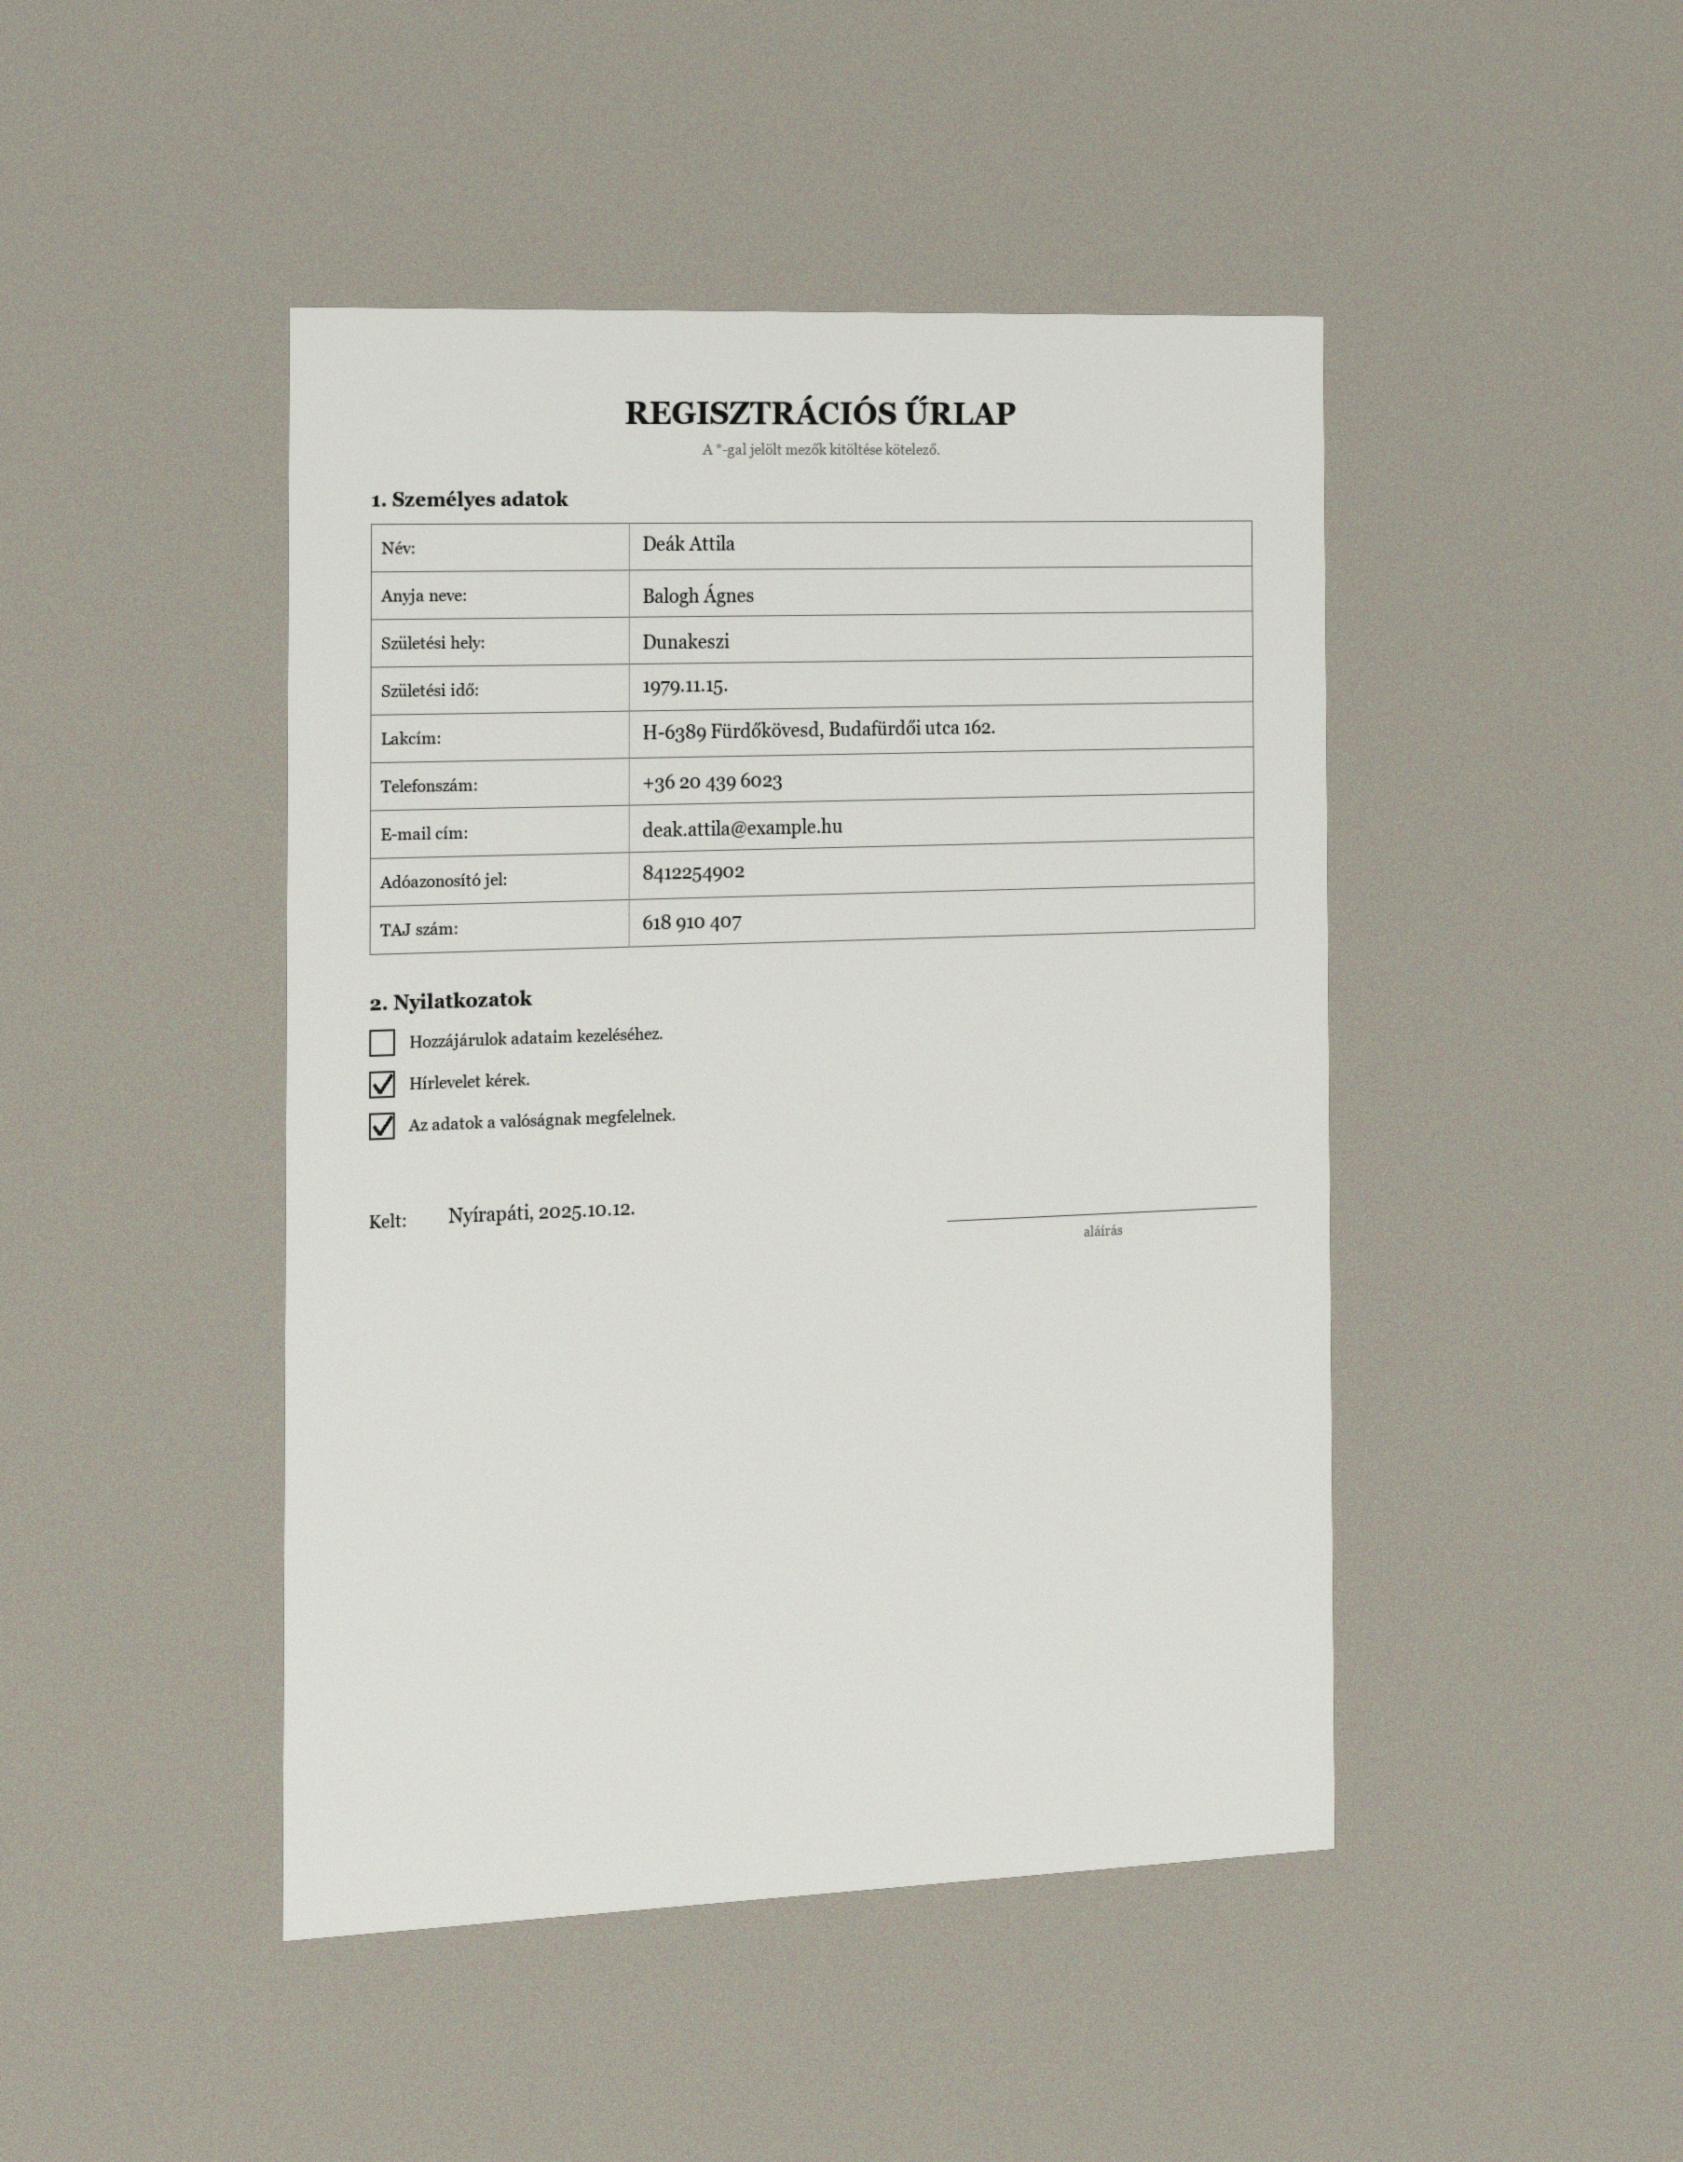 REGISZTRÁCIÓS ŰRLAP
A *-gal jelölt mezők kitöltése kötelező.
1. Személyes adatok
Név: Deák Attila
Anyja neve: Balogh Ágnes
Születési hely: Dunakeszi
Születési idő: 1979.11.15.
Lakcím: H-6389 Fürdőkövesd, Budafürdői utca 162.
Telefonszám: +36 20 439 6023
E-mail cím: deak.attila@example.hu
Adóazonosító jel: 8412254902
TAJ szám: 618 910 407
2. Nyilatkozatok
Hozzájárulok adataim kezeléséhez.
Hírlevelet kérek.
Az adatok a valóságnak megfelelnek.
Kelt: Nyírapáti, 2025.10.12.
aláírás